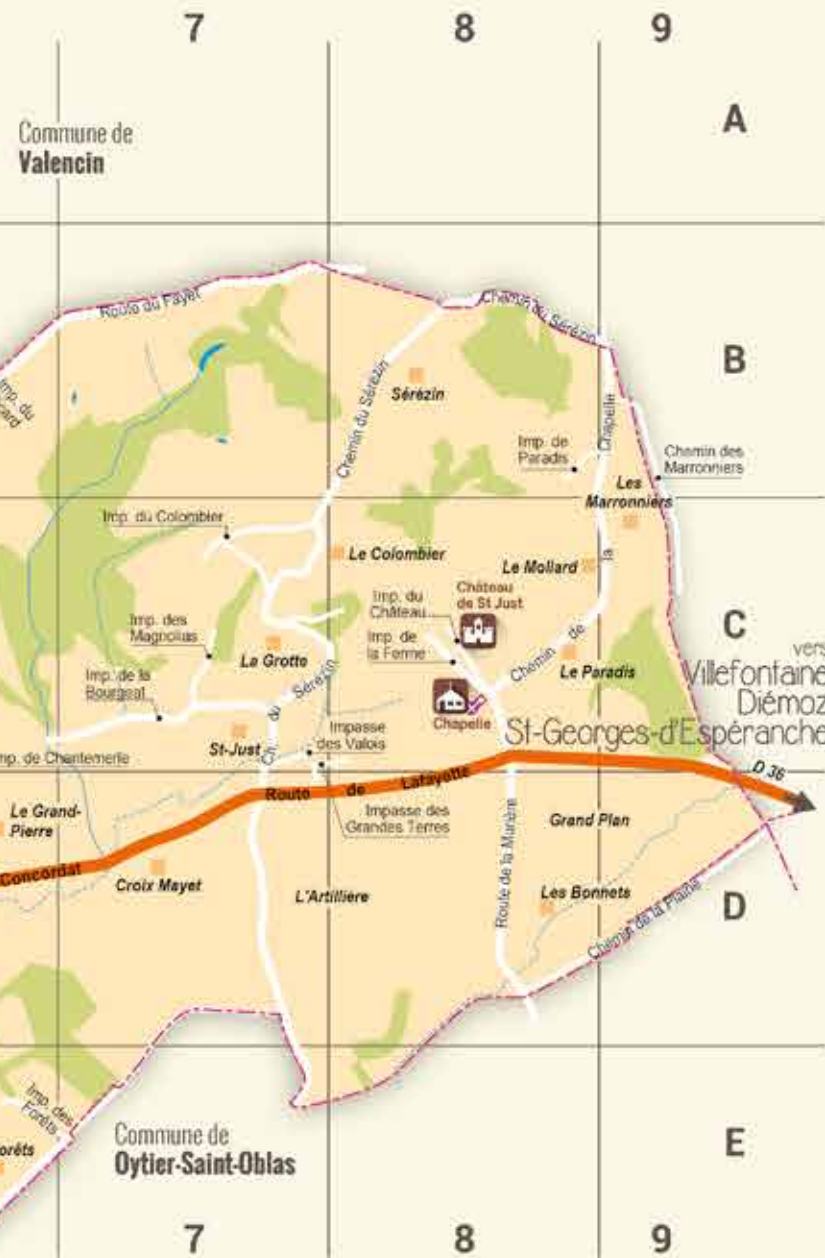 7
8
9
A
Commune de
Valencin
Route du Fayet
Chemin du Sérézin
B
Imp. du
Chemin du Sérézin
Sérézin
Chapelle
Imp. de
Paradis
Chemin des
Marronniers
Les
Marronniers
Imp. du Colombier
Le Colombier
Le Mollard
la
Imp. du
Château
Château
de St Just
Imp. des
Magnolias
Imp. de
la Ferme
de
C
vers
La Grotte
Chemin
Le Paradis
Villefontaine
Imp. de la
Bourgeat
Sérézin
Diémoz
du
Chapelle
Ch.
St-Just
Impasse
des Valois
St-Georges-d'Espéranche
Imp. de Chantemerle
D 36
Route de Lafayette
Le Grand-
Pierre
Impasse des
Grandes Terres
Grand Plan
Concordat
Croix Mayet
L'Artillière
Route de la Murière
Les Bonnets
D
Chemin de la Plaine
Imp. des
Forêts
Commune de
Oytier-Saint-Oblas
E
7
8
9